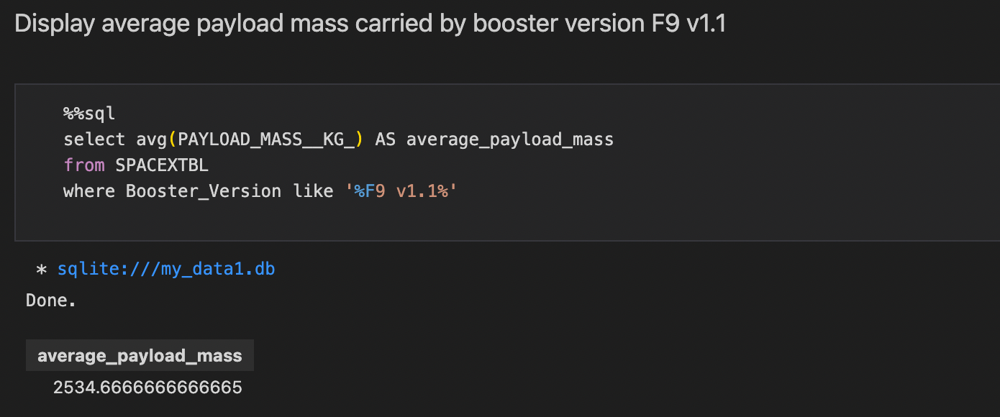 Display average payload mass carried by booster version F9 v1.1
%%sql
select avg(PAYLOAD_MASS__KG_) AS average_payload_mass
from SPACEXTBL
where Booster_Version like '%F9 v1.1%'
* sqlite:///my_data1.db
Done.
average_payload_mass
2534.6666666666665